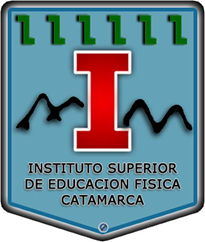 I
INSTITUTO SUPERIOR
DE EDUCACION FISICA
CATAMARCA